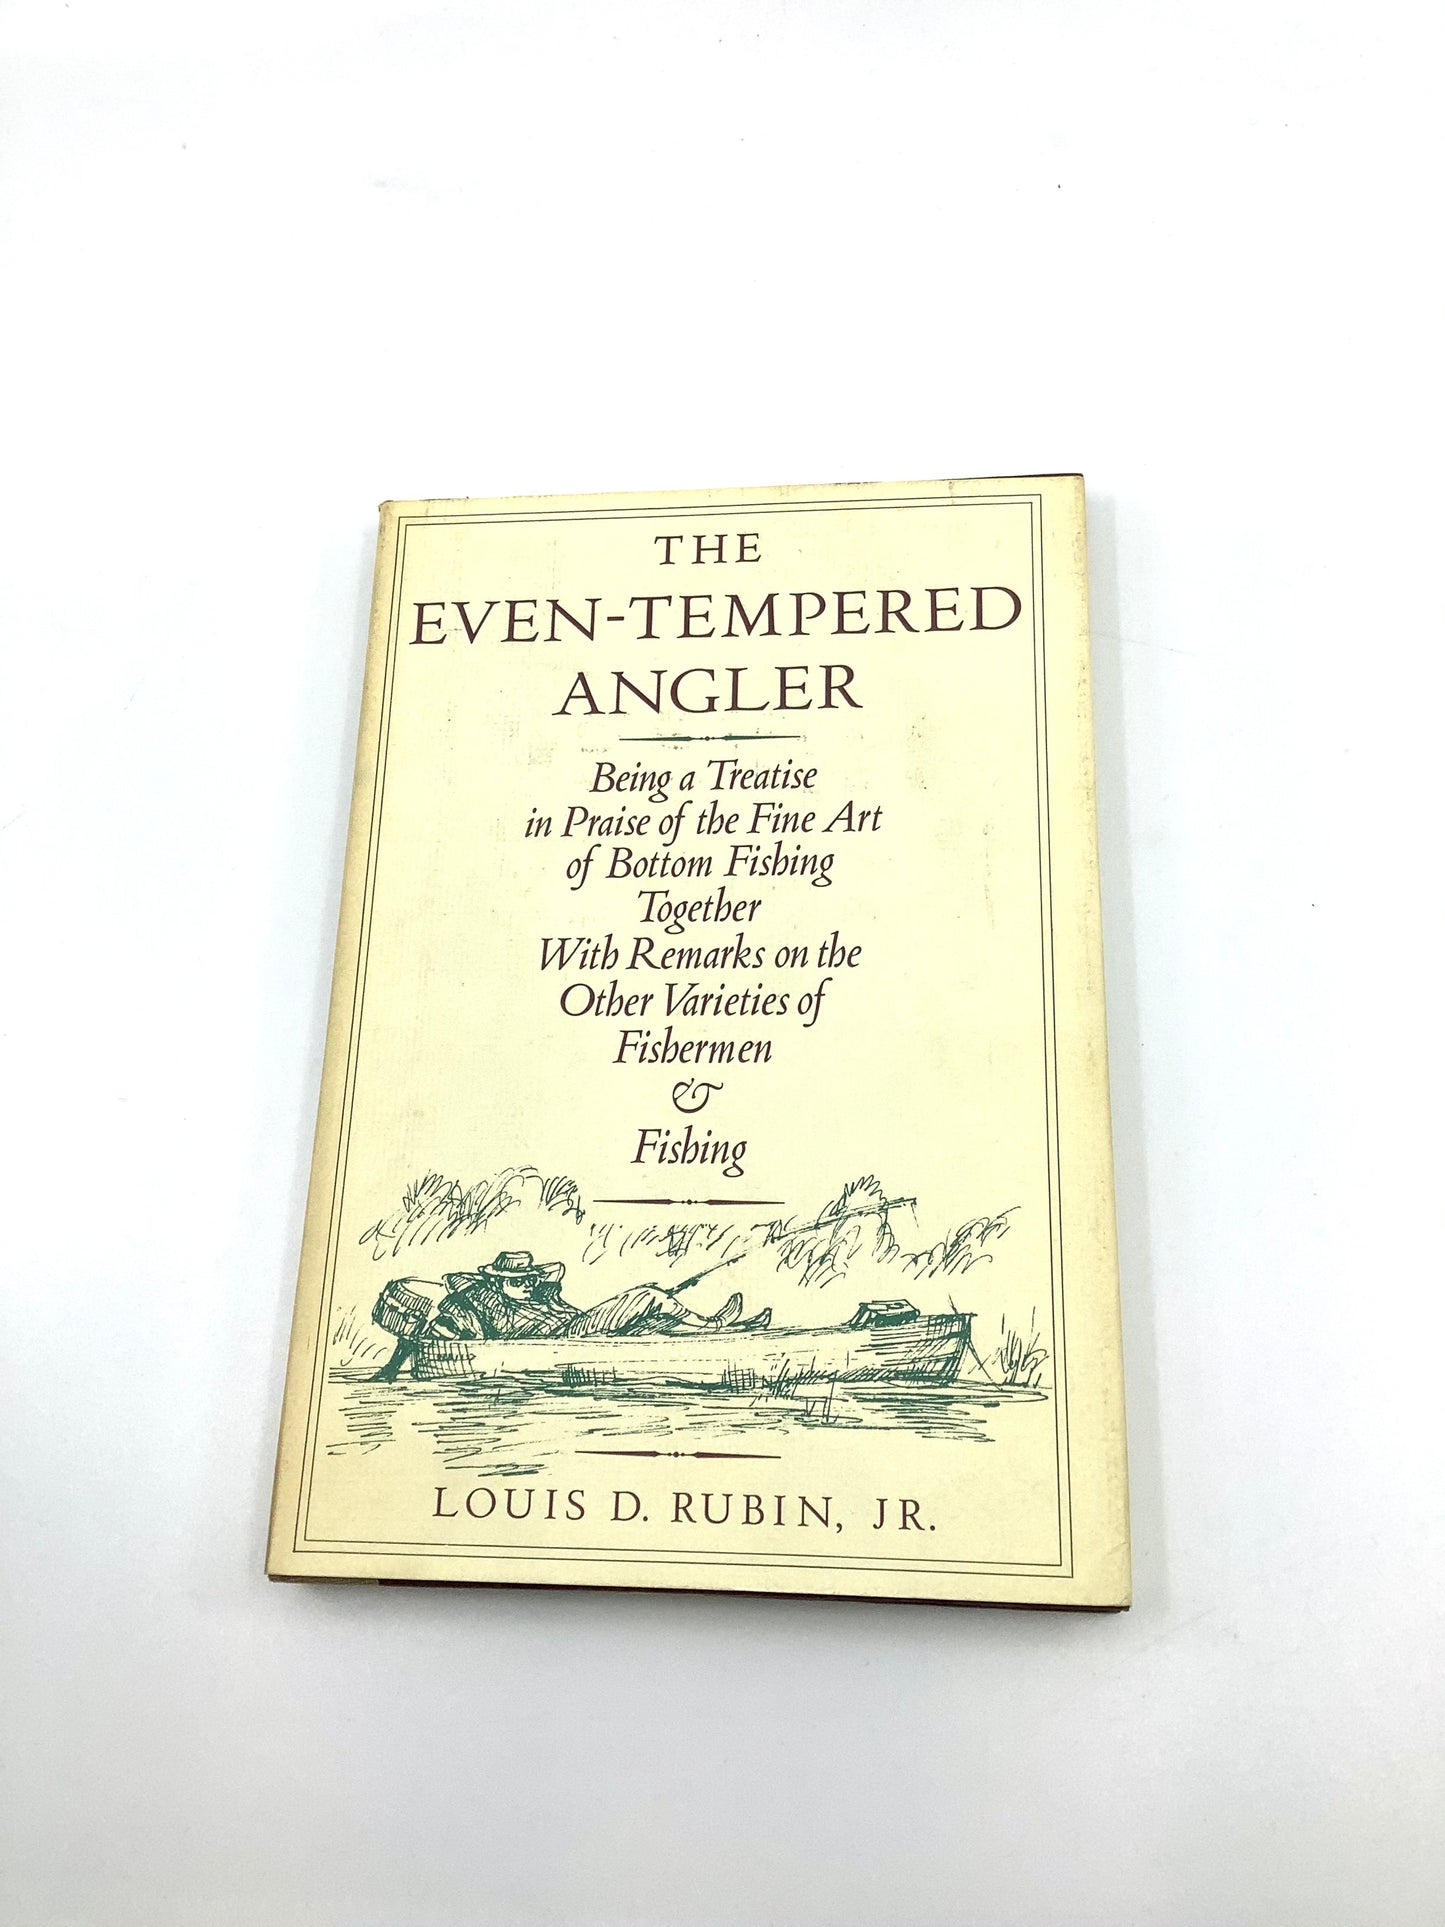 THE
EVEN-TEMPERED
ANGLER
Being a Treatise
in Praise of the Fine Art
of Bottom Fishing
Together
With Remarks on the
Other Varieties of
Fishermen
&
Fishing
LOUIS D. RUBIN, JR.